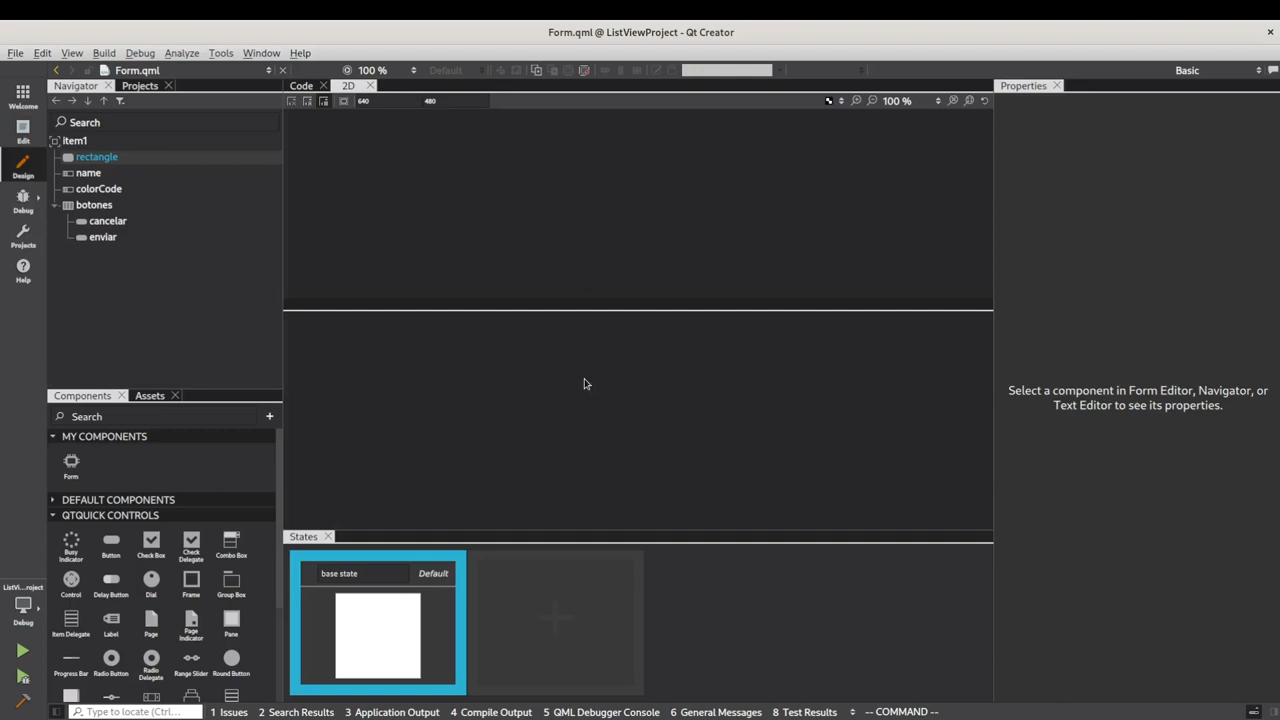 Form.qml @ ListViewProject - Qt Creator
×
File Edit View Build Debug Analyze Tools Window Help
Form.qml 100 % Default Basic
Navigator Projects Code 2D Properties
640 480 100 %
Search
item1
rectangle
name
colorCode
botones
cancelar
enviar
Welcome
Edit
Design
Debug
Projects
Help
Select a component in Form Editor, Navigator, or
Text Editor to see its properties.
Components Assets
Search +
MY COMPONENTS
Form
DEFAULT COMPONENTS
QTQUICK CONTROLS
Busy Indicator
Button
Check Box
Check Delegate
Combo Box
Control
Delay Button
Dial
Frame
Group Box
Item Delegate
Label
Page
Page Indicator
Pane
Progress Bar
Radio Button
Radio Delegate
Range Slider
Round Button
States
base state Default
ListVi...roject
Debug
Type to locate (Ctrl... 1 Issues 2 Search Results 3 Application Output 4 Compile Output 5 QML Debugger Console 6 General Messages 8 Test Results -- COMMAND --